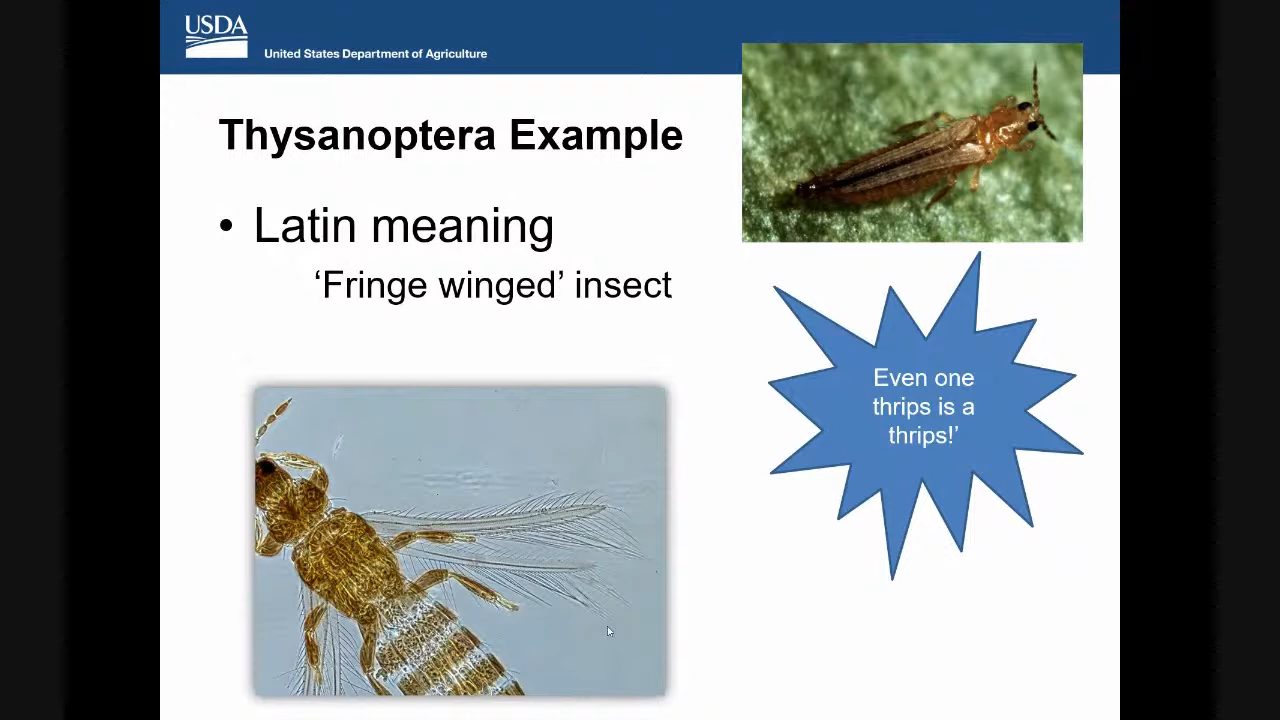 USDA
United States Department of Agriculture
Thysanoptera Example
• Latin meaning
‘Fringe winged’ insect
Even one
thrips is a
thrips!’